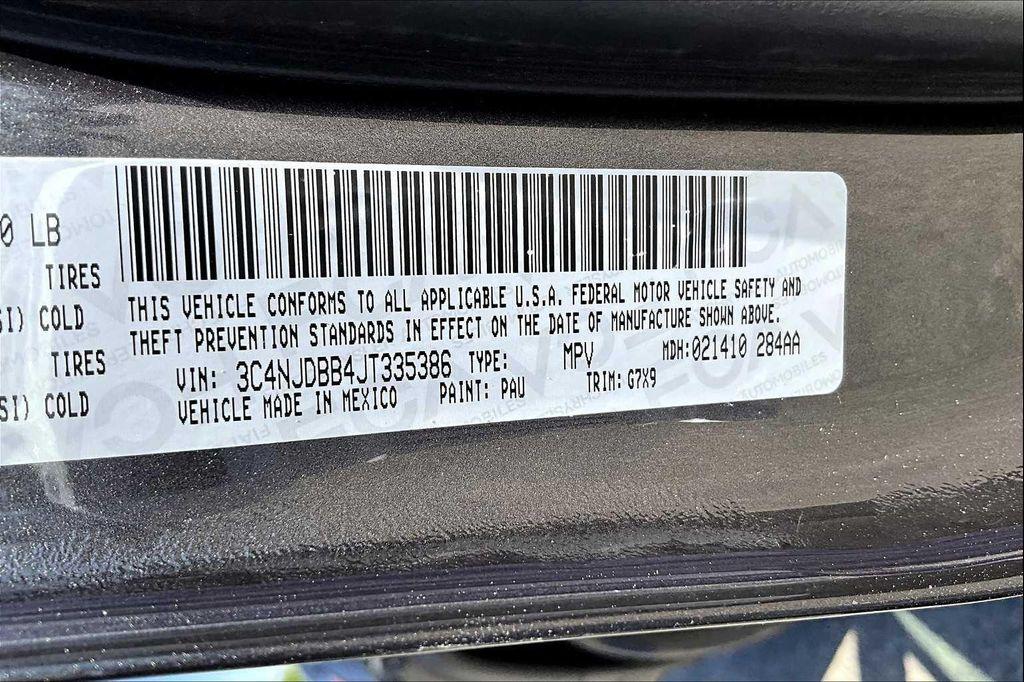 0 LB
TIRES
SI) COLD
TIRES
SI) COLD
THIS VEHICLE CONFORMS TO ALL APPLICABLE U.S.A. FEDERAL MOTOR VEHICLE SAFETY AND
THEFT PREVENTION STANDARDS IN EFFECT ON THE DATE OF MANUFACTURE SHOWN ABOVE.
VIN: 3C4NJDBB4JT335386 TYPE: MPV MDH:021410 284AA
VEHICLE MADE IN MEXICO PAINT: PAU TRIM: G7X9